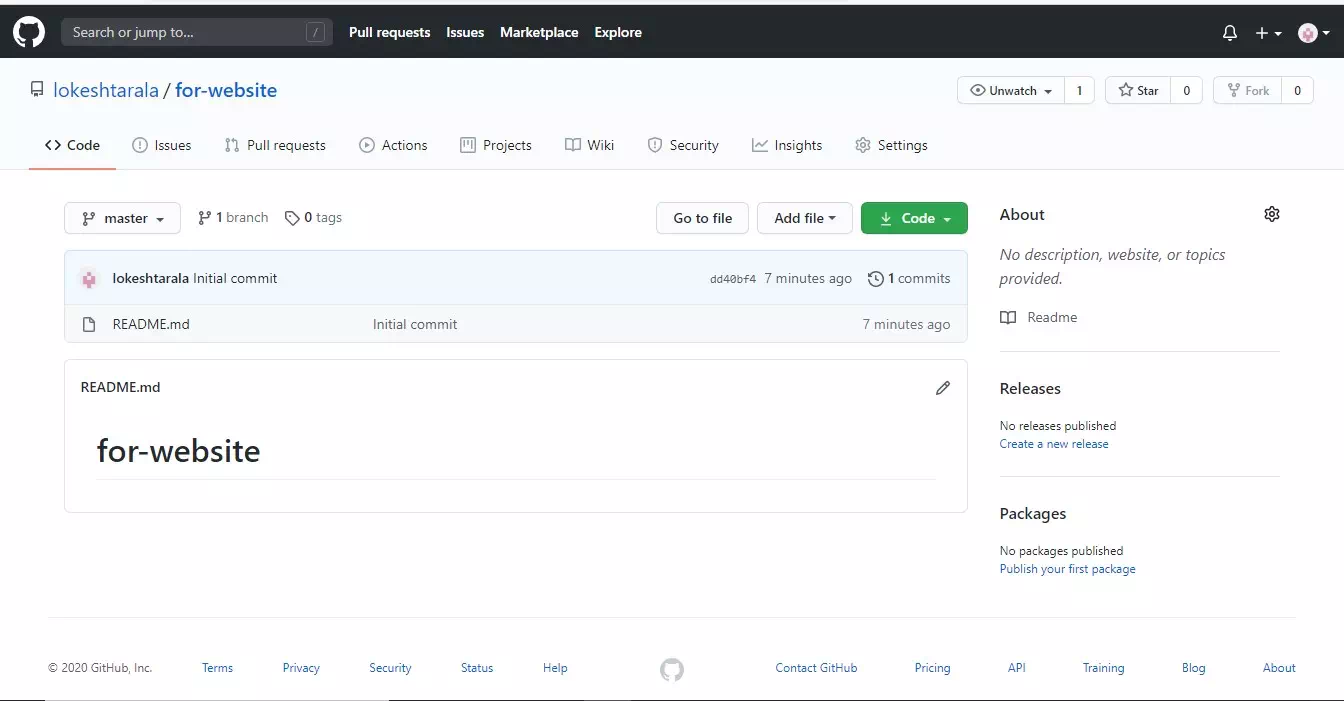 Search or jump to... / Pull requests Issues Marketplace Explore
lokeshtarala / for-website Unwatch 1 Star 0 Fork 0
Code Issues Pull requests Actions Projects Wiki Security Insights Settings
master 1 branch 0 tags Go to file Add file Code
lokeshtarala Initial commit dd40bf4 7 minutes ago 1 commits
README.md Initial commit 7 minutes ago
README.md
for-website
About
No description, website, or topics
provided.
Readme
Releases
No releases published
Create a new release
Packages
No packages published
Publish your first package
© 2020 GitHub, Inc. Terms Privacy Security Status Help Contact GitHub Pricing API Training Blog About